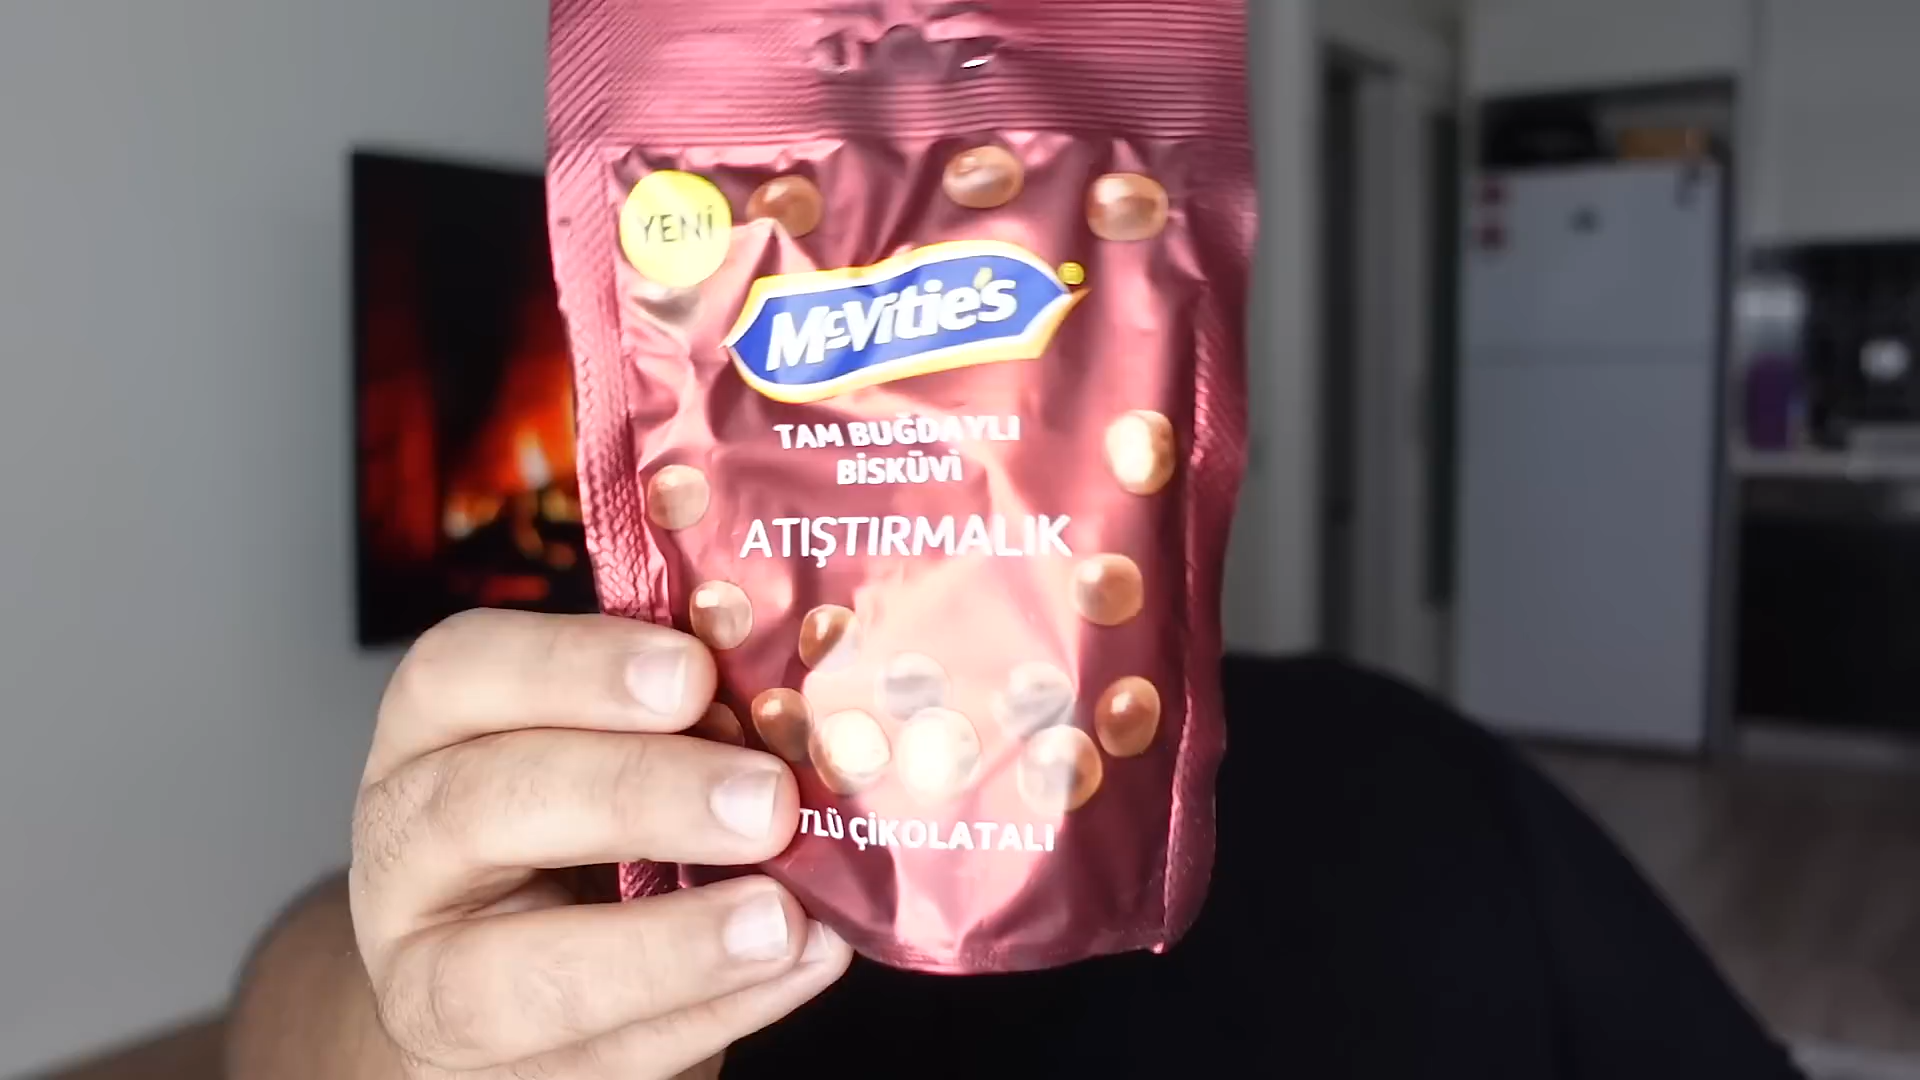 YENİ
McVitie's
TAM BUĞDAYLI
BİSKÜVİ
ATIŞTIRMALIK
TLÜ ÇİKOLATALI